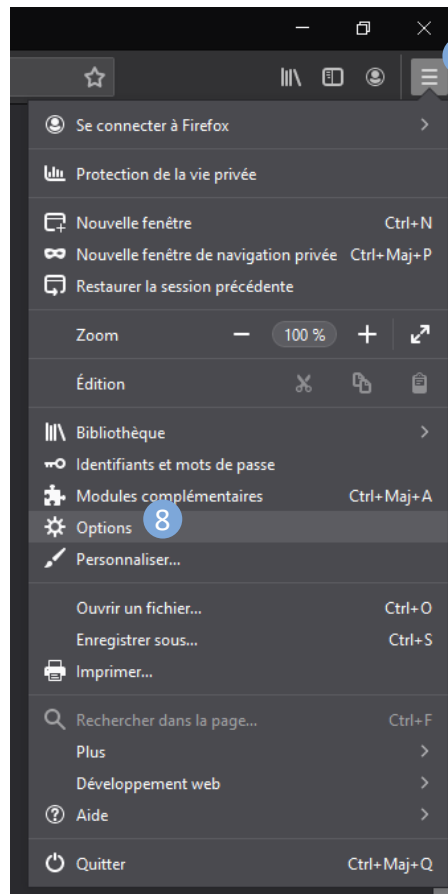 Se connecter à Firefox
Protection de la vie privée
Nouvelle fenêtre Ctrl+N
Nouvelle fenêtre de navigation privée Ctrl+Maj+P
Restaurer la session précédente
Zoom 100 %
Édition
Bibliothèque
Identifiants et mots de passe
Modules complémentaires Ctrl+Maj+A
Options 8
Personnaliser...
Ouvrir un fichier... Ctrl+O
Enregistrer sous... Ctrl+S
Imprimer...
Rechercher dans la page... Ctrl+F
Plus
Développement web
Aide
Quitter Ctrl+Maj+Q